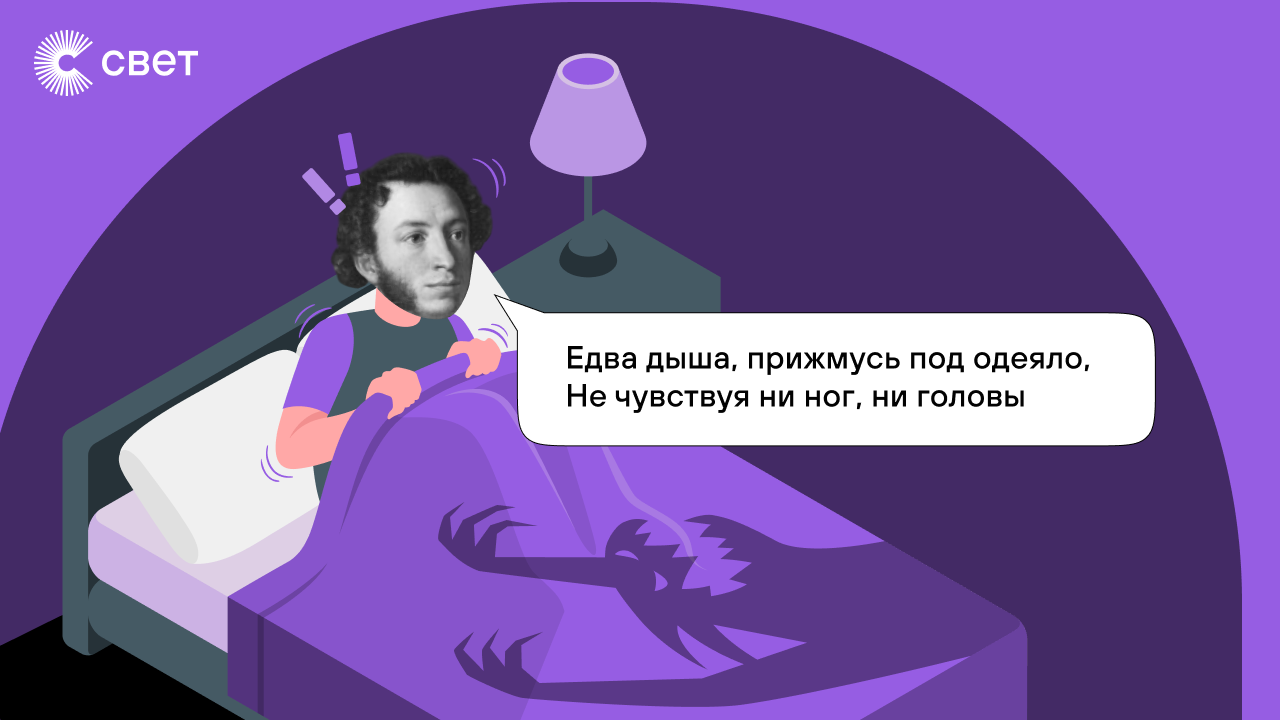 свет
Едва дыша, прижмусь под одеяло,
Не чувствуя ни ног, ни головы